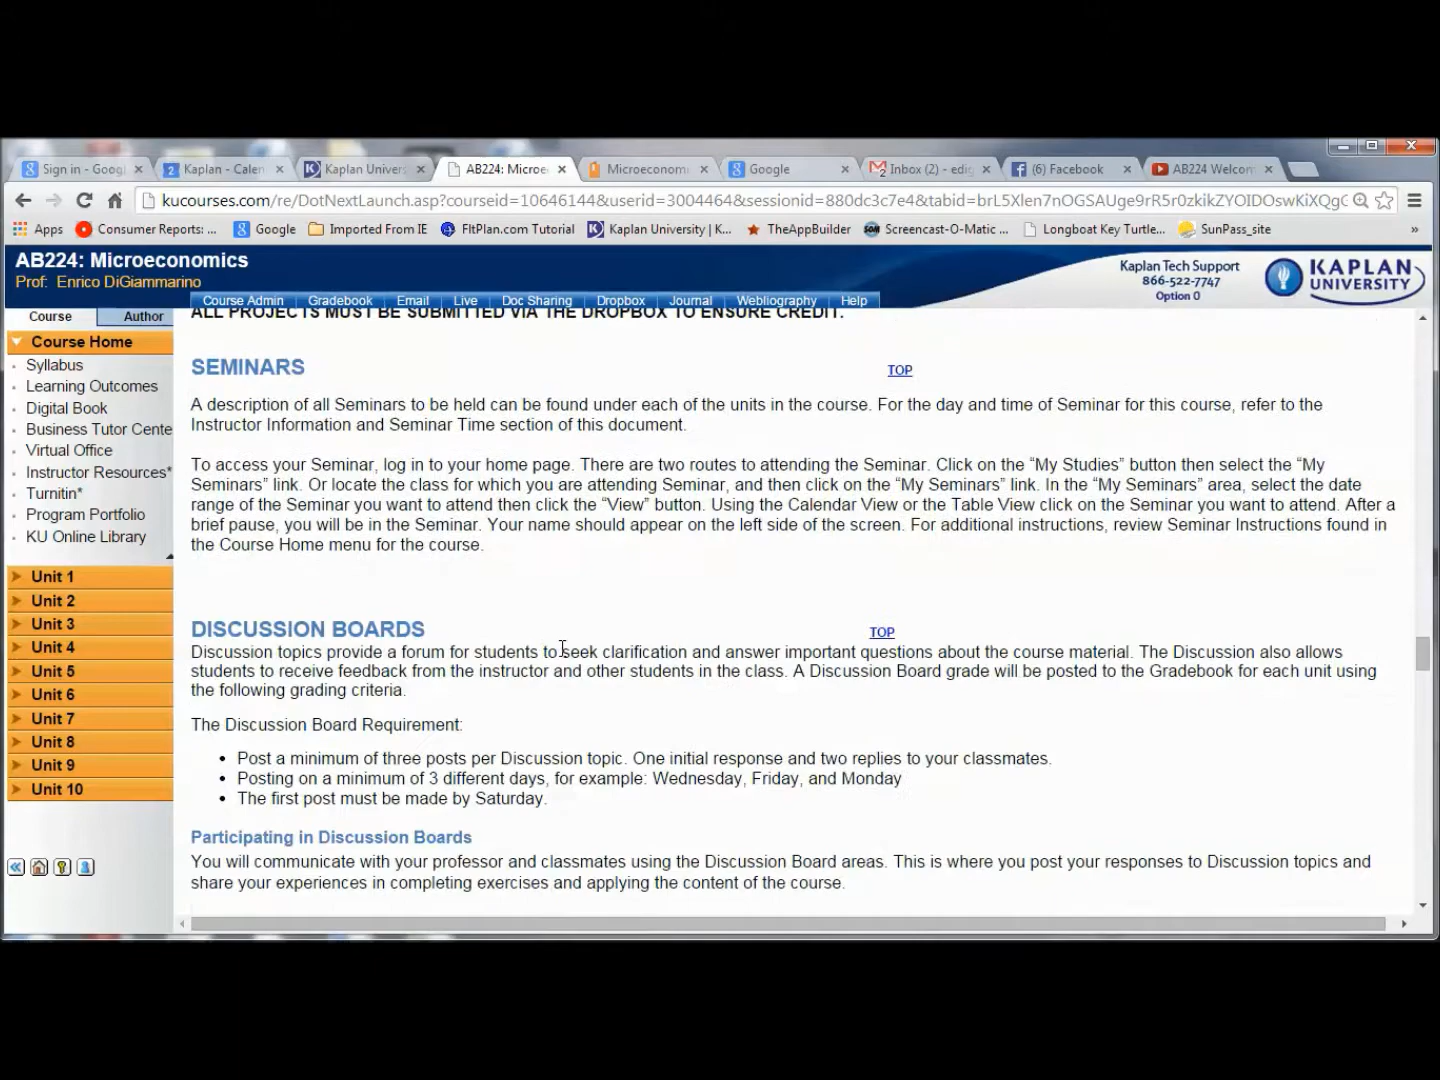 Sign in - Googl
Kaplan - Calen
Kaplan Univers
AB224: Microe
Microeconomi
Google
Inbox (2) - edig
(6) Facebook
AB224 Welcom
kucourses.com/re/DotNextLaunch.asp?courseid=10646144&userid=3004464&sessionid=880dc3c7e4&tabid=
Apps
Consumer Reports: ...
Google
Imported From IE
FltPlan.com Tutorial
Kaplan University | K...
TheAppBuilder
Screencast-O-Matic ...
Longboat Key Turtle...
SunPass_site
»
AB224: Microeconomics
Prof: Enrico DiGiammarino
Kaplan Tech Support
866-522-7747
Option 0
KAPLAN
UNIVERSITY
Course Admin Gradebook Email Live Doc Sharing Dropbox Journal Webliography Help
Course Author
Course Home
Syllabus
Learning Outcomes
Digital Book
Business Tutor Cente
Virtual Office
Instructor Resources*
Turnitin*
Program Portfolio
KU Online Library
Unit 1
Unit 2
Unit 3
Unit 4
Unit 5
Unit 6
Unit 7
Unit 8
Unit 9
Unit 10
ALL PROJECTS MUST BE SUBMITTED VIA THE DROPBOX TO ENSURE CREDIT.
SEMINARS TOP
A description of all Seminars to be held can be found under each of the units in the course. For the day and time of Seminar for this course, refer to the
Instructor Information and Seminar Time section of this document.
To access your Seminar, log in to your home page. There are two routes to attending the Seminar. Click on the “My Studies” button then select the “My
Seminars” link. Or locate the class for which you are attending Seminar, and then click on the “My Seminars” link. In the “My Seminars” area, select the date
range of the Seminar you want to attend then click the “View” button. Using the Calendar View or the Table View click on the Seminar you want to attend. After a
brief pause, you will be in the Seminar. Your name should appear on the left side of the screen. For additional instructions, review Seminar Instructions found in
the Course Home menu for the course.
DISCUSSION BOARDS TOP
Discussion topics provide a forum for students to seek clarification and answer important questions about the course material. The Discussion also allows
students to receive feedback from the instructor and other students in the class. A Discussion Board grade will be posted to the Gradebook for each unit using
the following grading criteria.
The Discussion Board Requirement:
• Post a minimum of three posts per Discussion topic. One initial response and two replies to your classmates.
• Posting on a minimum of 3 different days, for example: Wednesday, Friday, and Monday
• The first post must be made by Saturday.
Participating in Discussion Boards
You will communicate with your professor and classmates using the Discussion Board areas. This is where you post your responses to Discussion topics and
share your experiences in completing exercises and applying the content of the course.